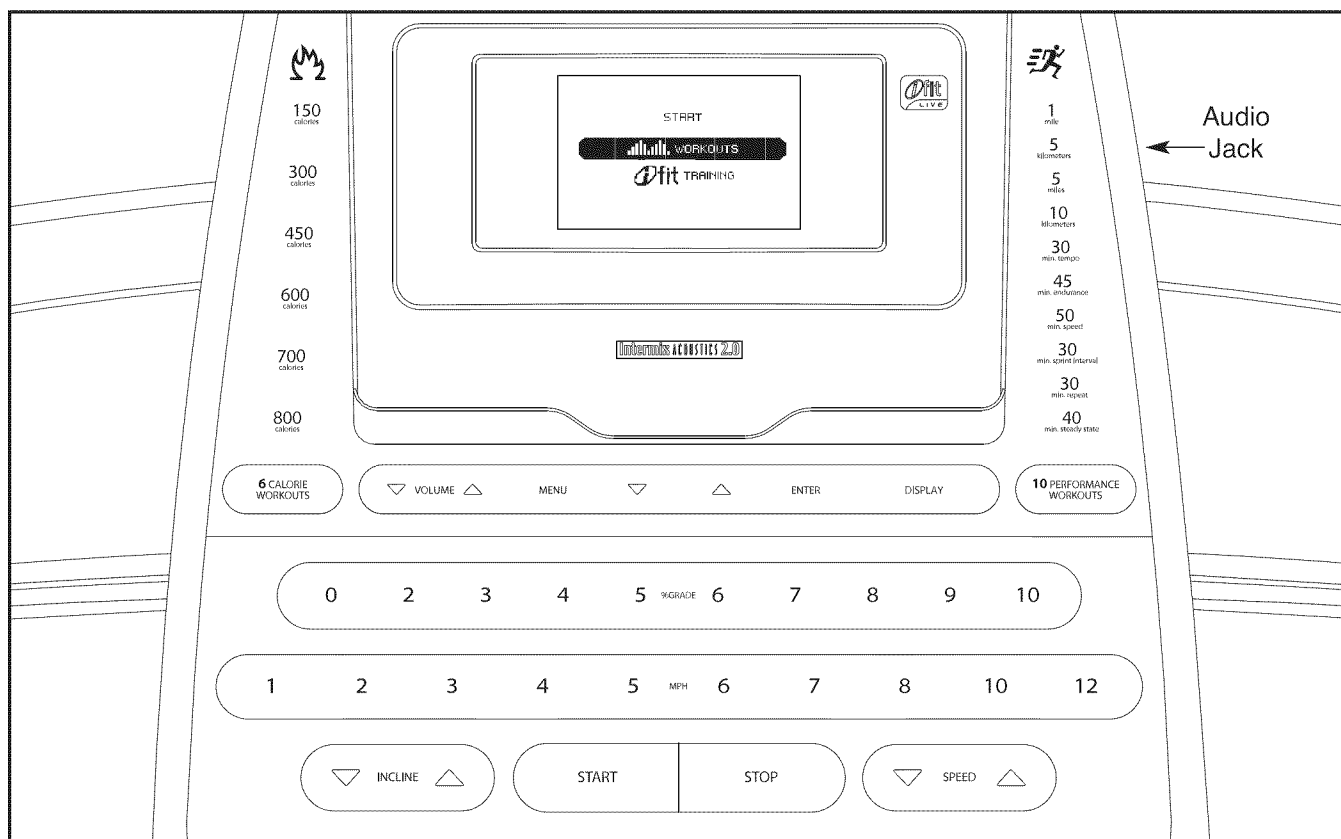 START
WORKOUTS
ifit TRAINING
ifit
LIVE
150
calories
300
calories
450
calories
600
calories
700
calories
800
calories
1
mile
5
kilometers
5
miles
10
kilometers
30
min. tempo
45
min. endurance
50
min. speed
30
min. sprint interval
30
min. repeat
40
min. steady state
Audio
Jack
Intermix ACOUSTICS 2.0
6 CALORIE
WORKOUTS
VOLUME MENU ENTER DISPLAY
10 PERFORMANCE
WORKOUTS
0 2 3 4 5 %GRADE 6 7 8 9 10
1 2 3 4 5 MPH 6 7 8 10 12
INCLINE START STOP SPEED